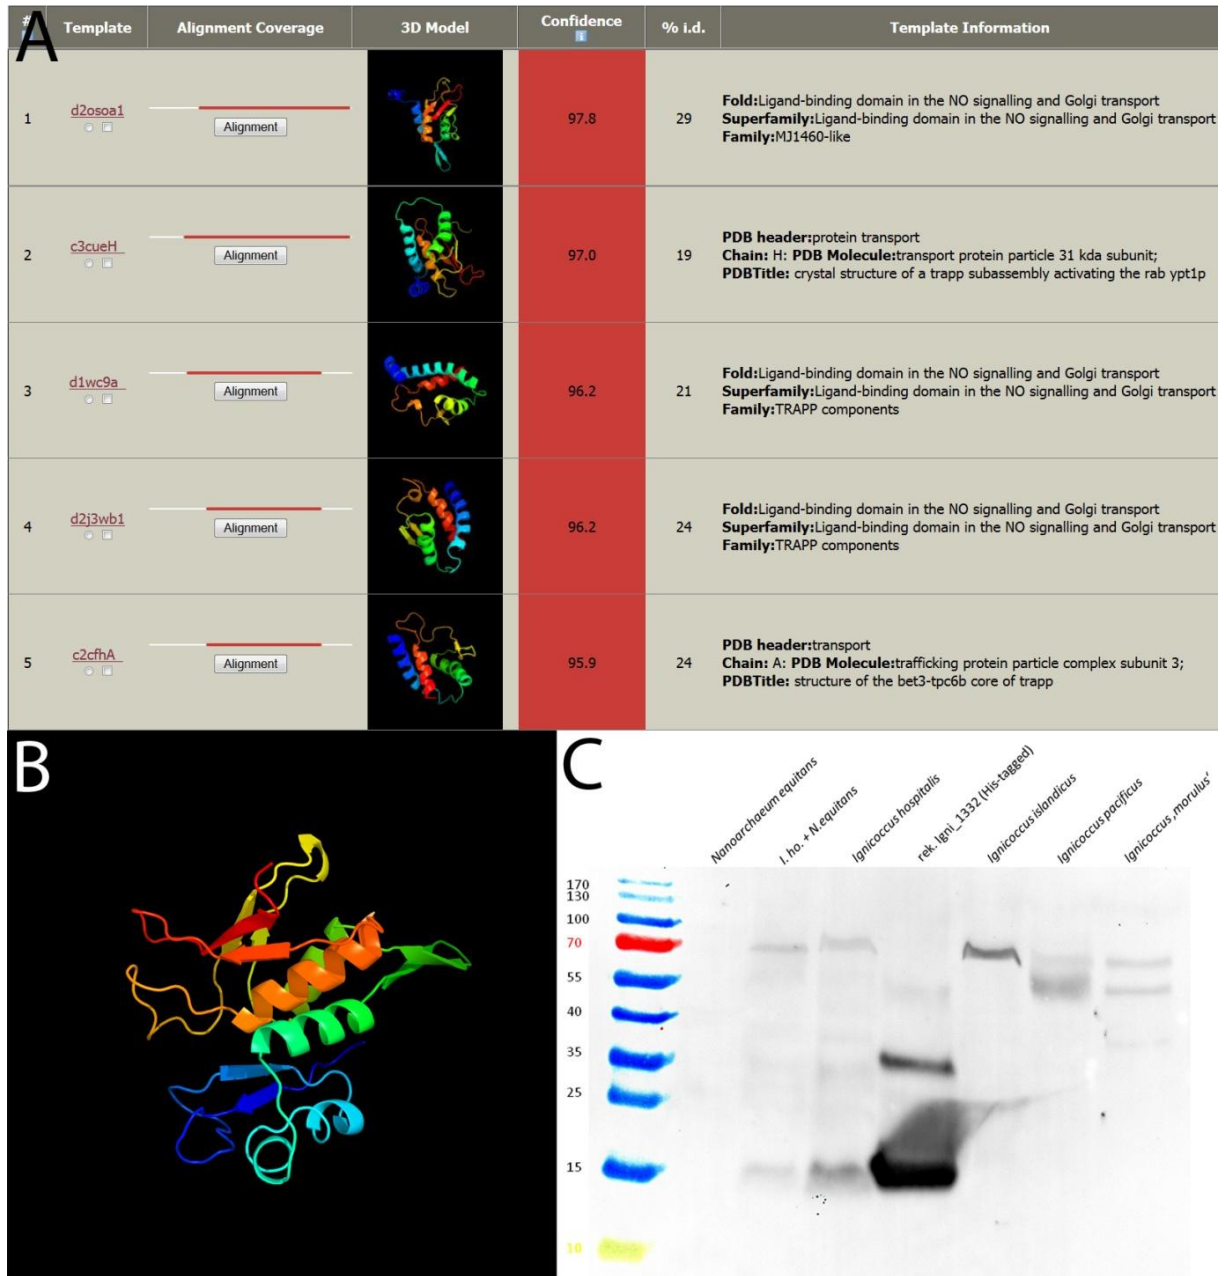 A
# Template Alignment Coverage 3D Model Confidence % i.d. Template Information
1 d2osoa1 Alignment 97.8 29
Fold:Ligand-binding domain in the NO signalling and Golgi transport
Superfamily:Ligand-binding domain in the NO signalling and Golgi transport
Family:MJ1460-like
2 c3cueH_ Alignment 97.0 19
PDB header:protein transport
Chain: H: PDB Molecule:transport protein particle 31 kda subunit;
PDBTitle: crystal structure of a trapp subassembly activating the rab ypt1p
3 d1wc9a_ Alignment 96.2 21
Fold:Ligand-binding domain in the NO signalling and Golgi transport
Superfamily:Ligand-binding domain in the NO signalling and Golgi transport
Family:TRAPP components
4 d2j3wb1 Alignment 96.2 24
Fold:Ligand-binding domain in the NO signalling and Golgi transport
Superfamily:Ligand-binding domain in the NO signalling and Golgi transport
Family:TRAPP components
5 c2cfhA_ Alignment 95.9 24
PDB header:transport
Chain: A: PDB Molecule:trafficking protein particle complex subunit 3;
PDBTitle: structure of the bet3-tpc6b core of trapp
B
C
Nanoarchaeum equitans
I. ho. + N.equitans
Ignicoccus hospitalis
rek. Igni_1332 (His-tagged)
Ignicoccus islandicus
Ignicoccus pacificus
Ignicoccus ‚morulus‘
170
130
100
70
55
40
35
25
15
10